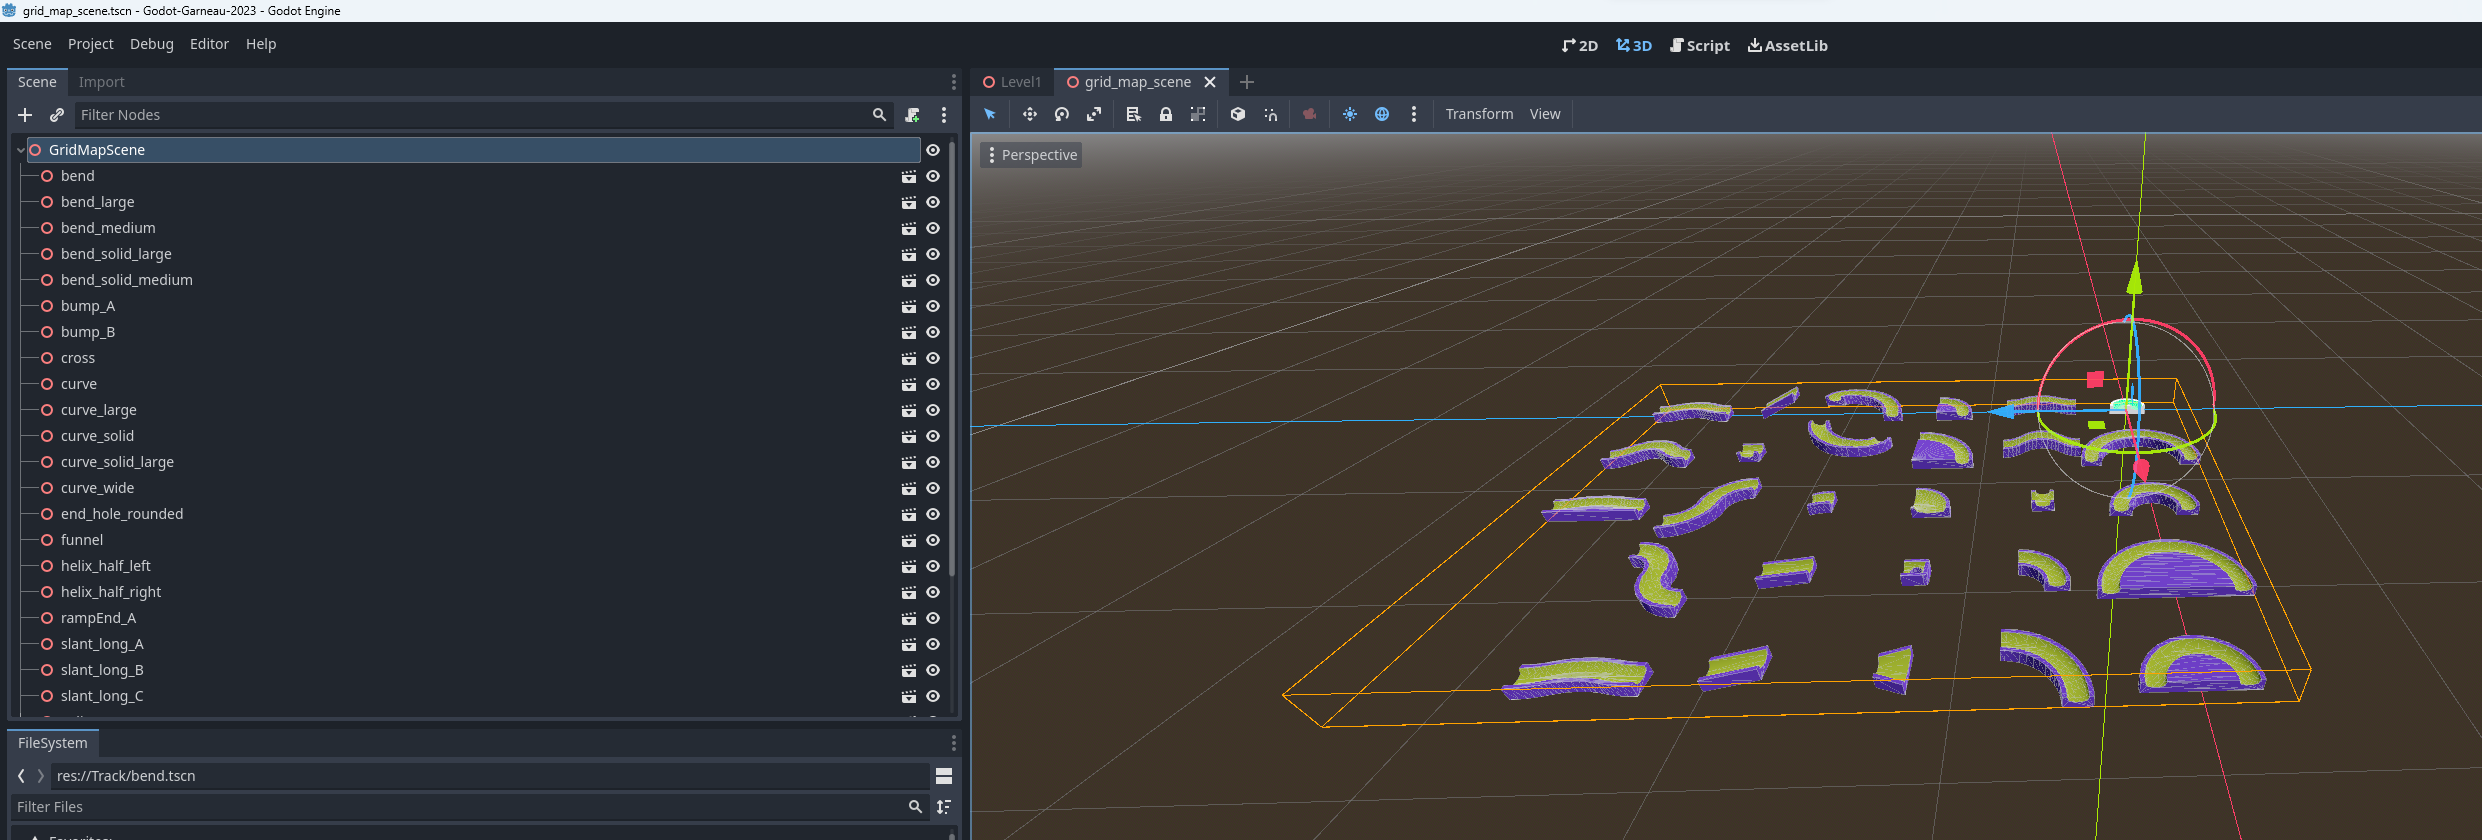 grid_map_scene.tscn - Godot-Garneau-2023 - Godot Engine
Scene Project Debug Editor Help
2D 3D Script AssetLib
Scene Import
Level1 grid_map_scene
Filter Nodes
Transform View
Perspective
GridMapScene
bend
bend_large
bend_medium
bend_solid_large
bend_solid_medium
bump_A
bump_B
cross
curve
curve_large
curve_solid
curve_solid_large
curve_wide
end_hole_rounded
funnel
helix_half_left
helix_half_right
rampEnd_A
slant_long_A
slant_long_B
slant_long_C
FileSystem
res://Track/bend.tscn
Filter Files
Favorites: